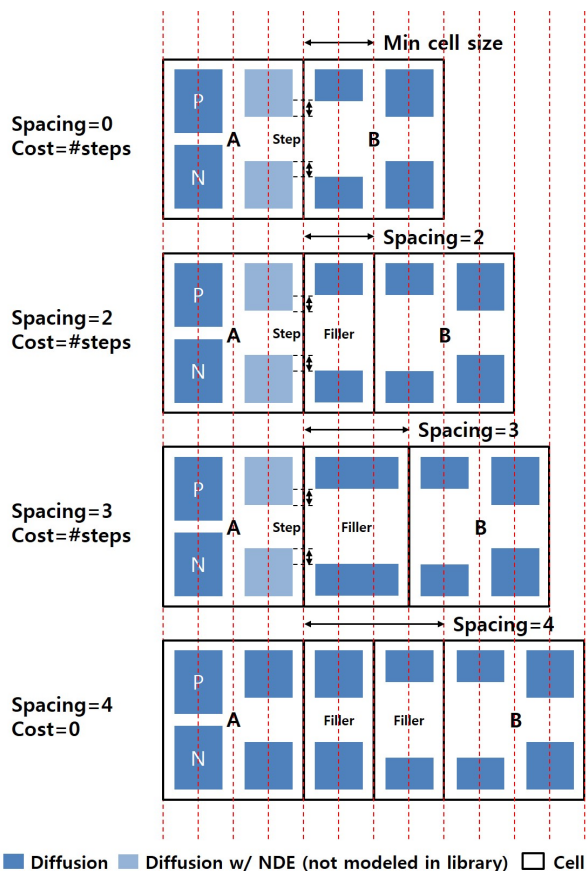 Min cell size
Spacing=0
Cost=#steps
P
A
Step
B
N
Spacing=2
Spacing=2
Cost=#steps
P
A
Step
Filler
B
N
Spacing=3
Spacing=3
Cost=#steps
P
A
Step
Filler
B
N
Spacing=4
Spacing=4
Cost=0
P
A
Filler
Filler
B
N
Diffusion
Diffusion w/ NDE (not modeled in library)
Cell